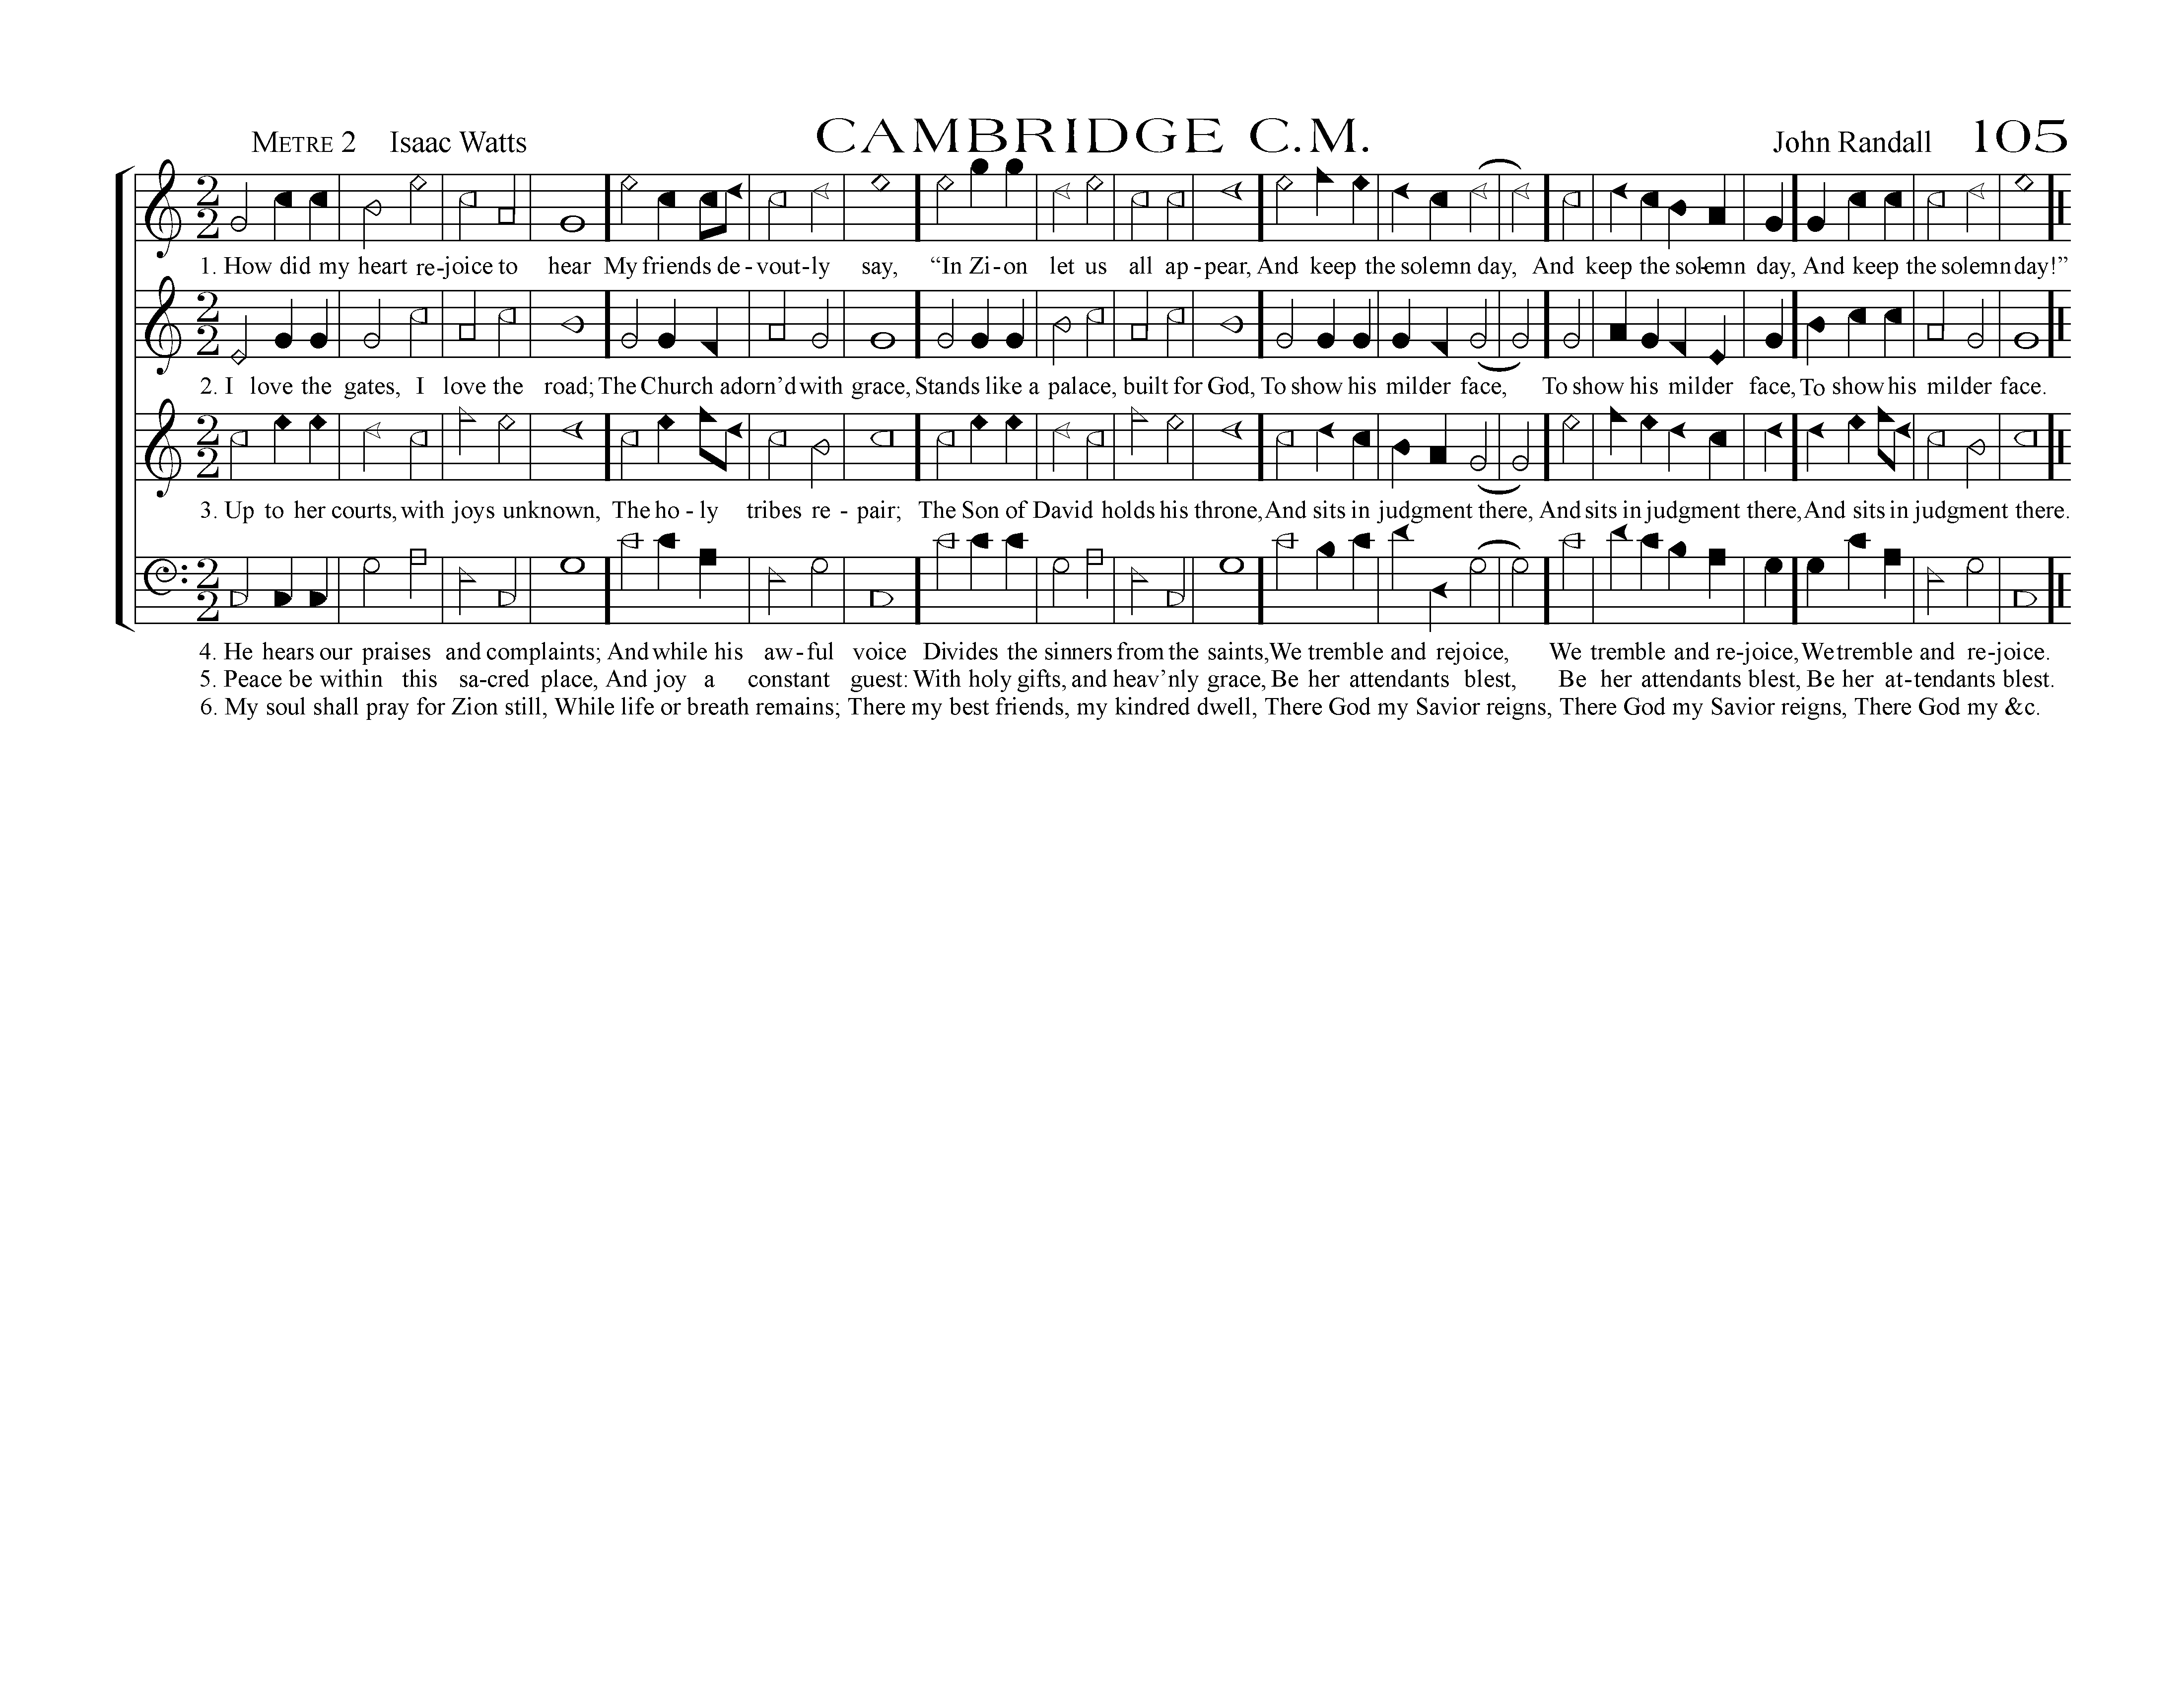 METRE 2 Isaac Watts CAMBRIDGE C.M. John Randall 105
2 2
1. How did my heart re-joice to hear My friends de-vout-ly say, “In Zi-on let us all ap-pear, And keep the solemn day, And keep the sol-emn day, And keep the solemn day!”
2 2
2. I love the gates, I love the road; The Church adorn’d with grace, Stands like a palace, built for God, To show his milder face, To show his milder face, To show his milder face.
2 2
3. Up to her courts, with joys unknown, The ho-ly tribes re-pair; The Son of David holds his throne, And sits in judgment there, And sits in judgment there, And sits in judgment there.
2 2
4. He hears our praises and complaints; And while his aw-ful voice Divides the sinners from the saints, We tremble and rejoice, We tremble and re-joice, We tremble and re-joice.
5. Peace be within this sa-cred place, And joy a constant guest: With holy gifts, and heav’nly grace, Be her attendants blest, Be her attendants blest, Be her at-tendants blest.
6. My soul shall pray for Zion still, While life or breath remains; There my best friends, my kindred dwell, There God my Savior reigns, There God my Savior reigns, There God my &c.